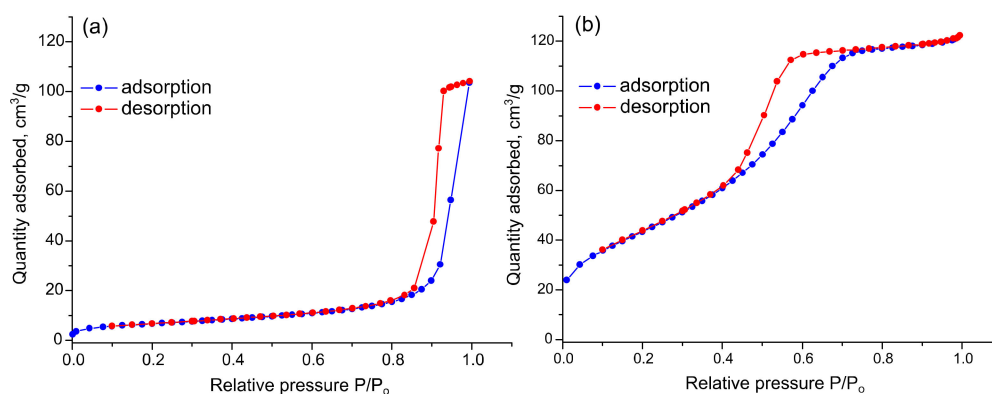 (a)
adsorption
desorption
Quantity adsorbed, cm³/g
0
20
40
60
80
100
120
0.0
0.2
0.4
0.6
0.8
1.0
Relative pressure P/Pₒ
(b)
adsorption
desorption
Quantity adsorbed, cm³/g
0
20
40
60
80
100
120
0.0
0.2
0.4
0.6
0.8
1.0
Relative pressure P/Pₒ